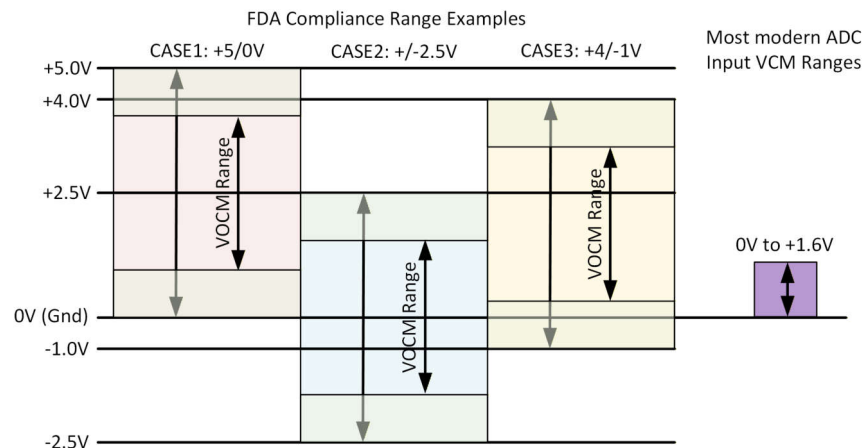 FDA Compliance Range Examples
CASE1: +5/0V
CASE2: +/-2.5V
CASE3: +4/-1V
Most modern ADC
Input VCM Ranges
+5.0V
+4.0V
+2.5V
0V (Gnd)
-1.0V
-2.5V
VOCM Range
VOCM Range
VOCM Range
0V to +1.6V